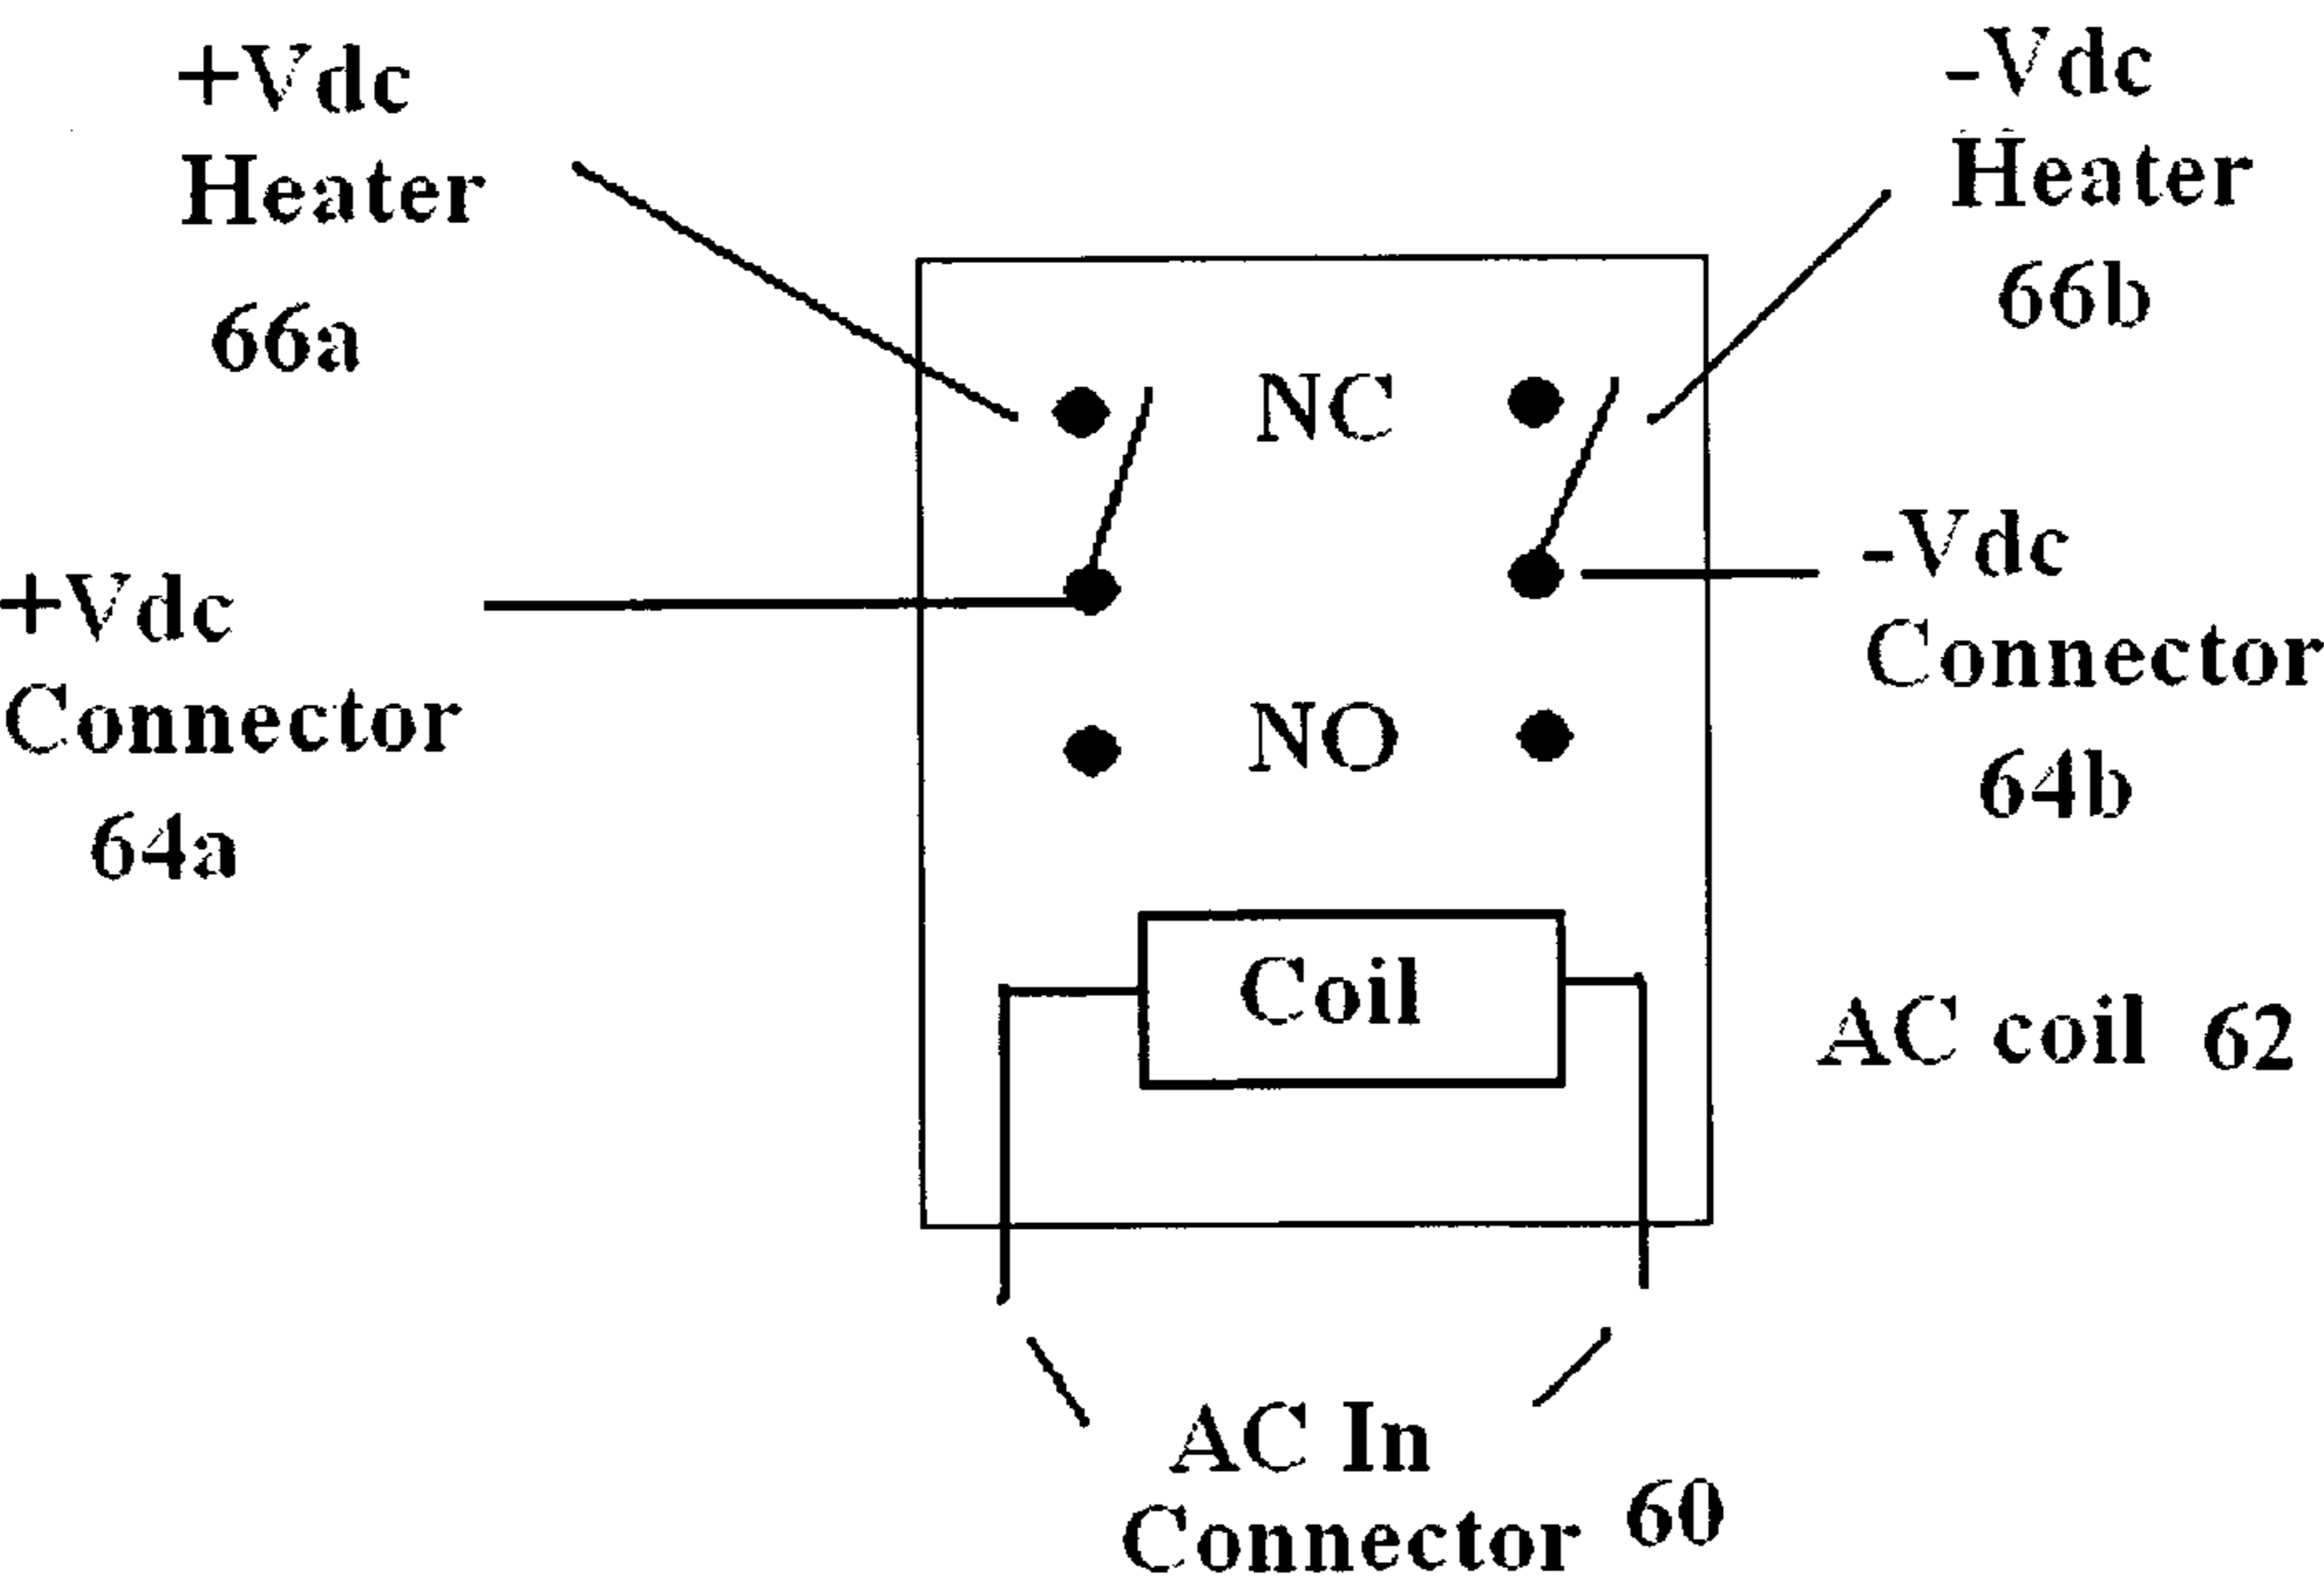 +Vdc
Heater
66a
-Vdc
Heater
66b
NC
+Vdc
Connector
64a
-Vdc
Connector
64b
NO
Coil
AC coil 62
AC In
Connector 60